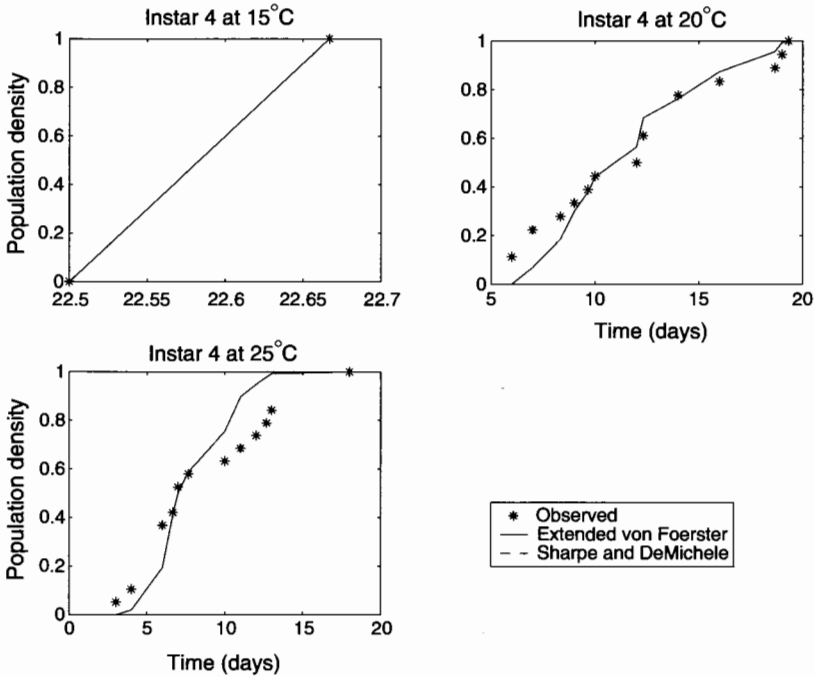 Instar 4 at 15°C
Population density
1
0.8
0.6
0.4
0.2
0
22.5 22.55 22.6 22.65 22.7
Instar 4 at 20°C
1
0.8
0.6
0.4
0.2
0
5 10 15 20
Time (days)
Instar 4 at 25°C
Population density
1
0.8
0.6
0.4
0.2
0
0 5 10 15 20
Time (days)
Observed
Extended von Foerster
Sharpe and DeMichele